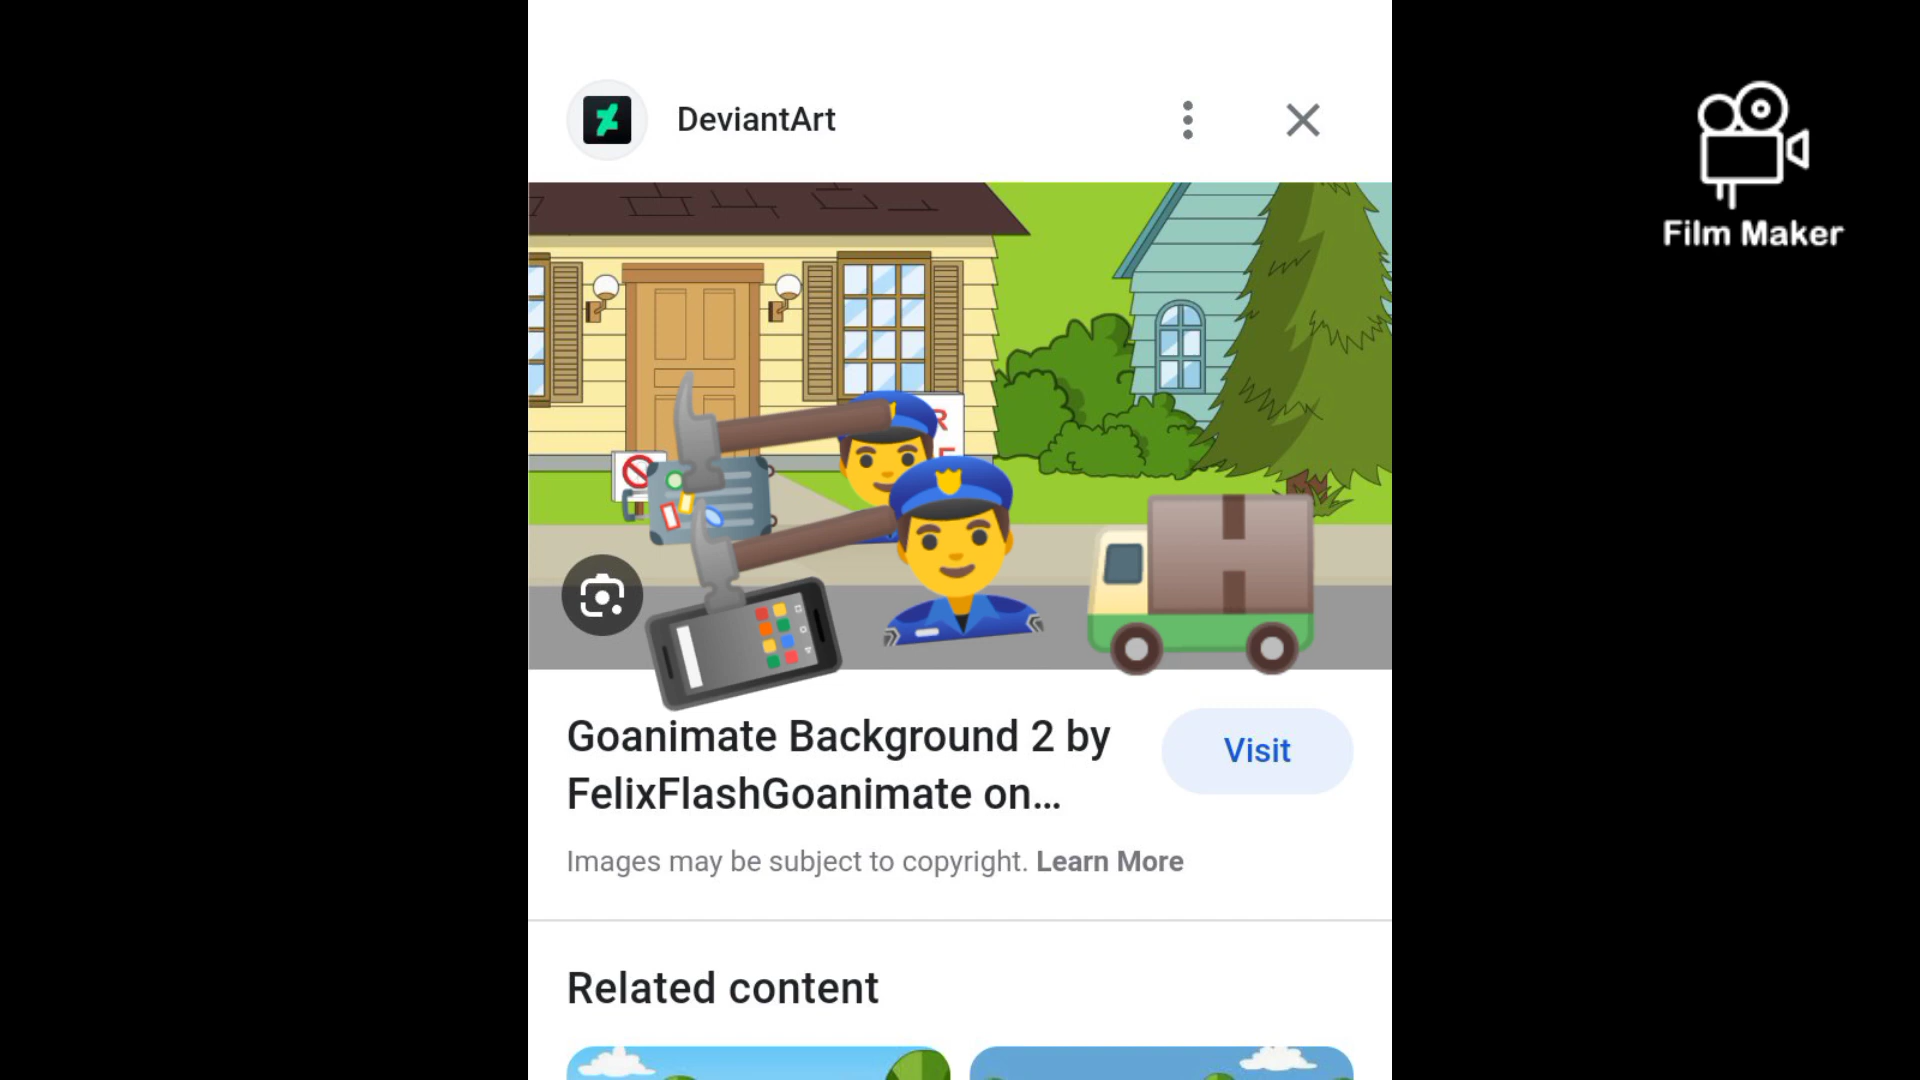 DeviantArt
Film Maker
R
E
Goanimate Background 2 by
FelixFlashGoanimate on...
Visit
Images may be subject to copyright. Learn More
Related content